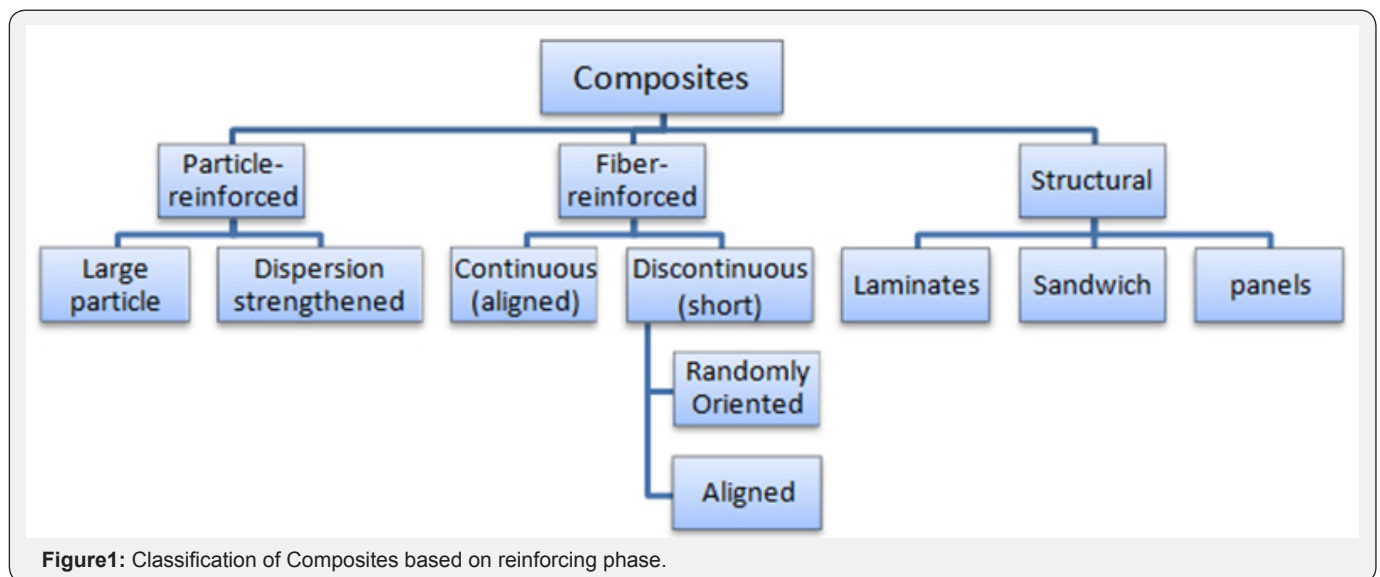 Composites
Particle-
reinforced
Fiber-
reinforced
Structural
Large
particle
Dispersion
strengthened
Continuous
(aligned)
Discontinuous
(short)
Laminates
Sandwich
panels
Randomly
Oriented
Aligned
Figure1: Classification of Composites based on reinforcing phase.